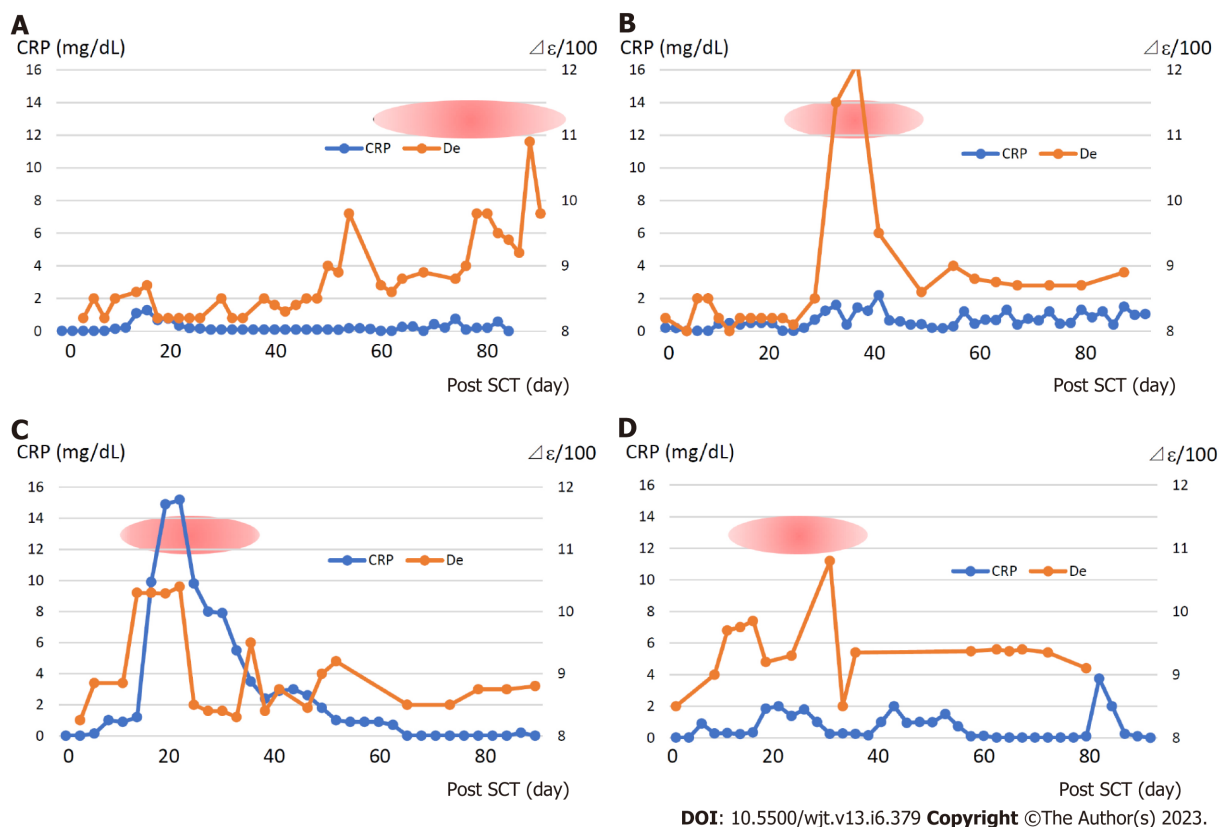 A
CRP (mg/dL) ⊿ε/100
16 12
14
12 11
CRP De
10
8 10
6
4 9
2
0 8
0 20 40 60 80
Post SCT (day)
B
CRP (mg/dL) ⊿ε/100
16 12
14
12 11
CRP De
10
8 10
6
4 9
2
0 8
0 20 40 60 80
Post SCT (day)
C
CRP (mg/dL) ⊿ε/100
16 12
14
12 11
CRP De
10
8 10
6
4 9
2
0 8
0 20 40 60 80
Post SCT (day)
D
CRP (mg/dL) ⊿ε/100
16 12
14
12 11
CRP De
10
8 10
6
4 9
2
0 8
0 20 40 60 80
Post SCT (day)
DOI: 10.5500/wjt.v13.i6.379 Copyright ©The Author(s) 2023.